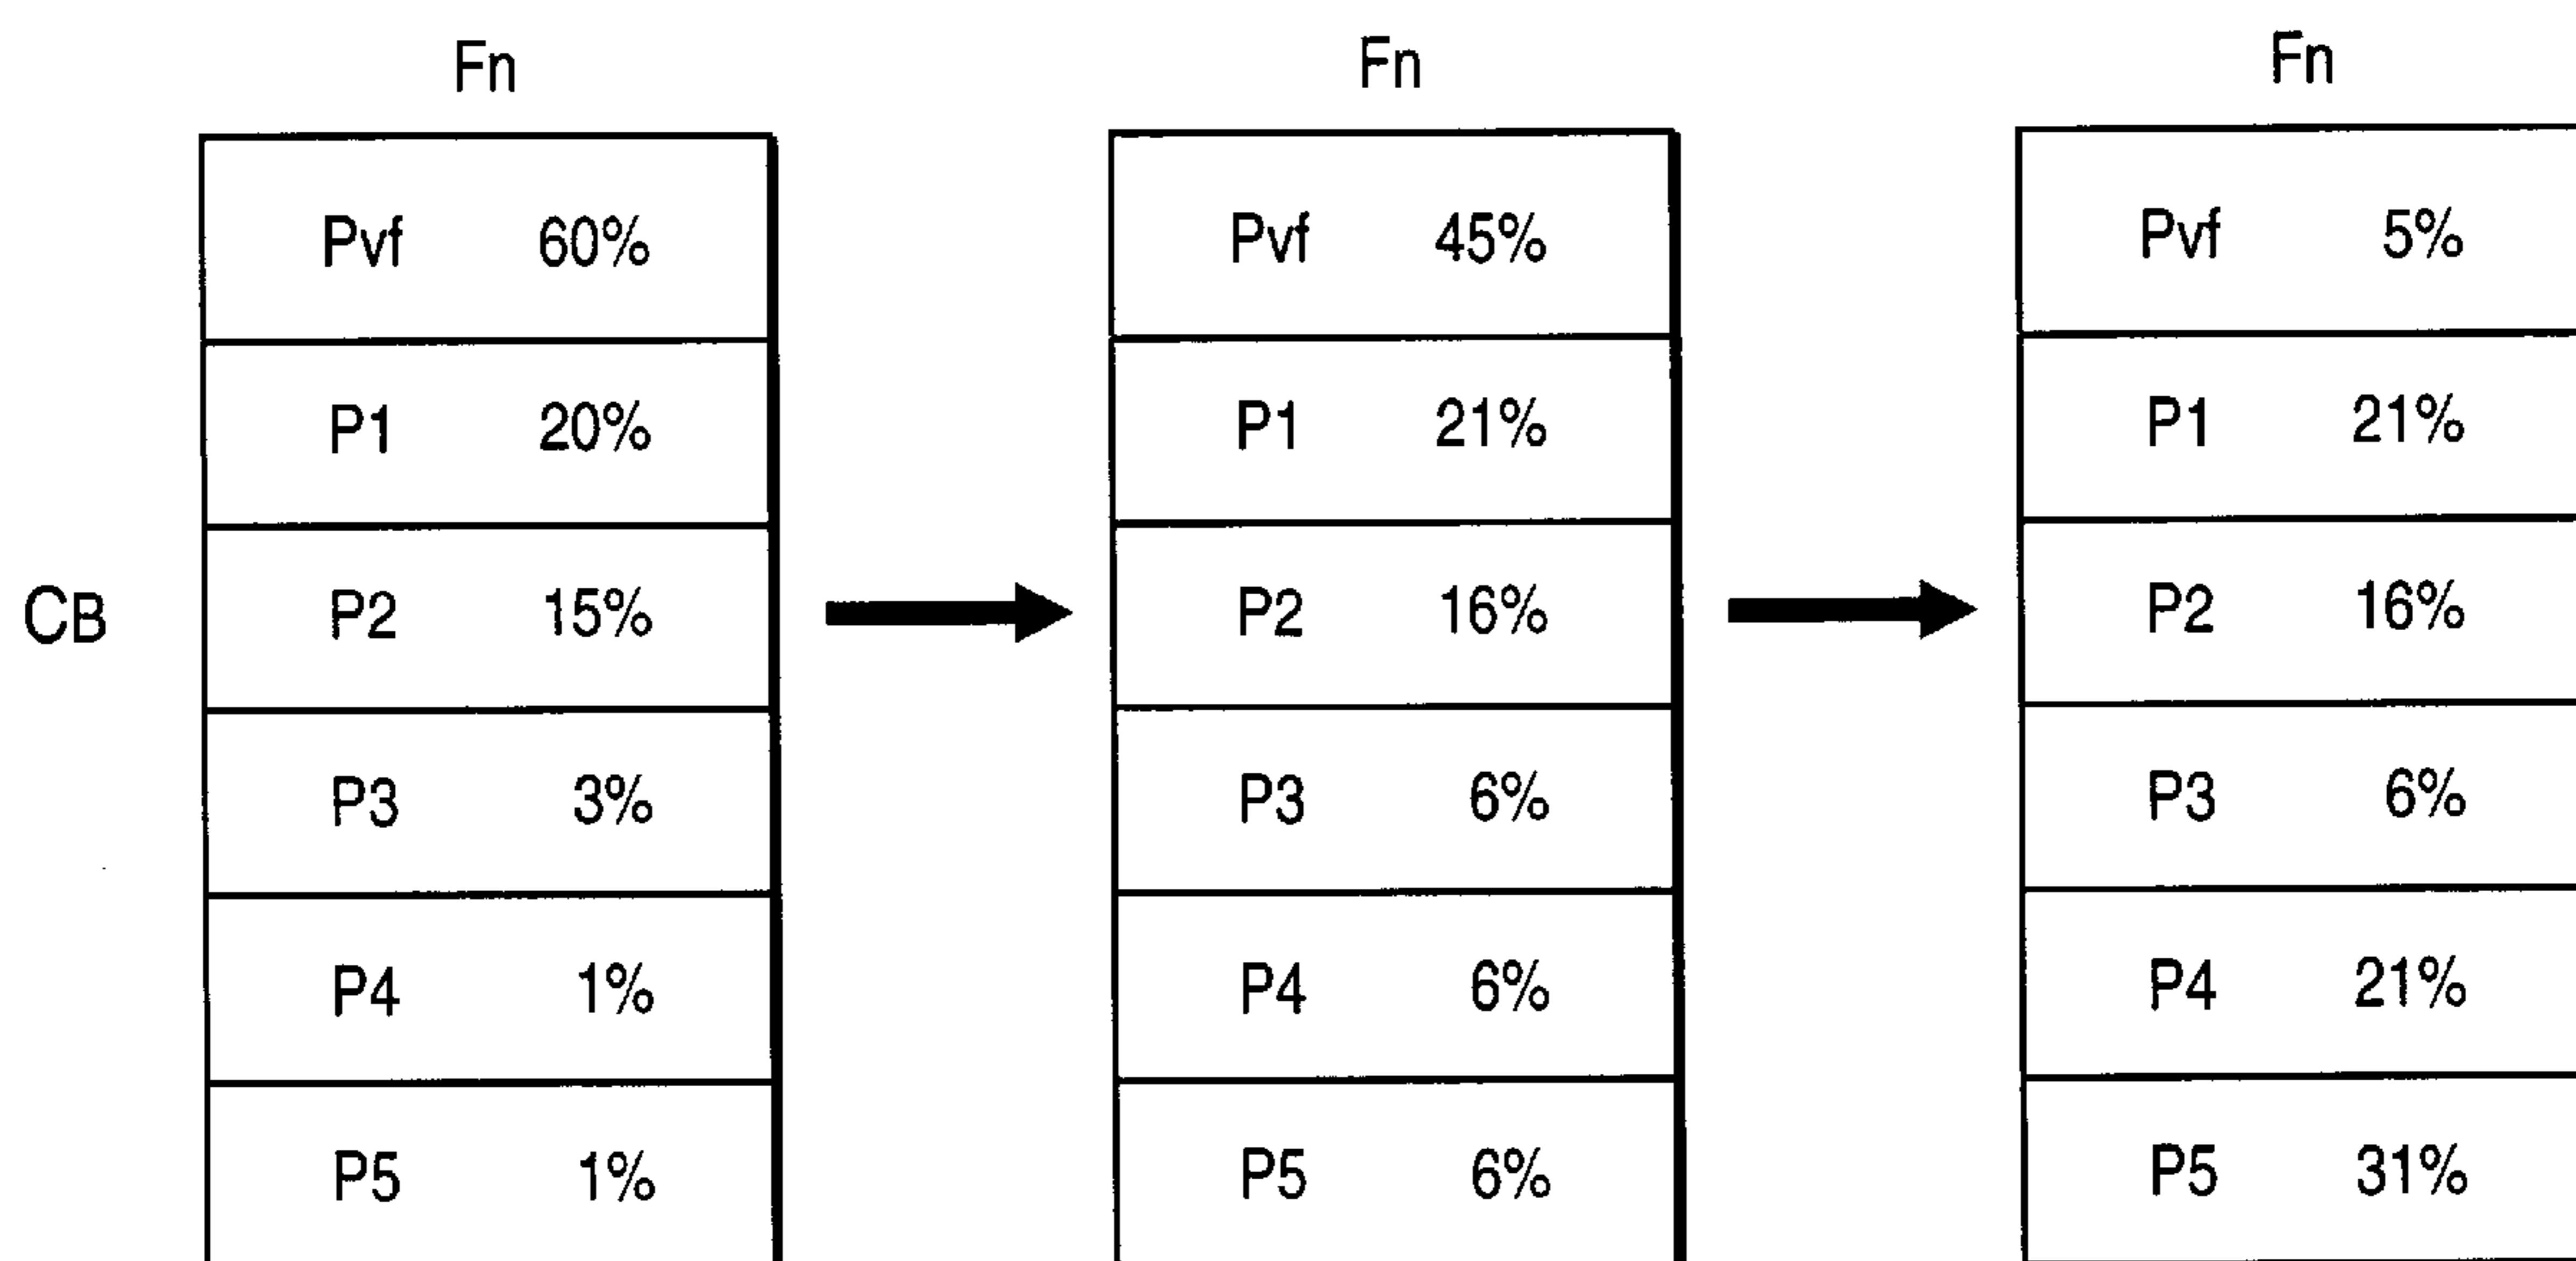 Fn Fn Fn
Pvf 60% Pvf 45% Pvf 5%
P1 20% P1 21% P1 21%
CB P2 15% P2 16% P2 16%
P3 3% P3 6% P3 6%
P4 1% P4 6% P4 21%
P5 1% P5 6% P5 31%